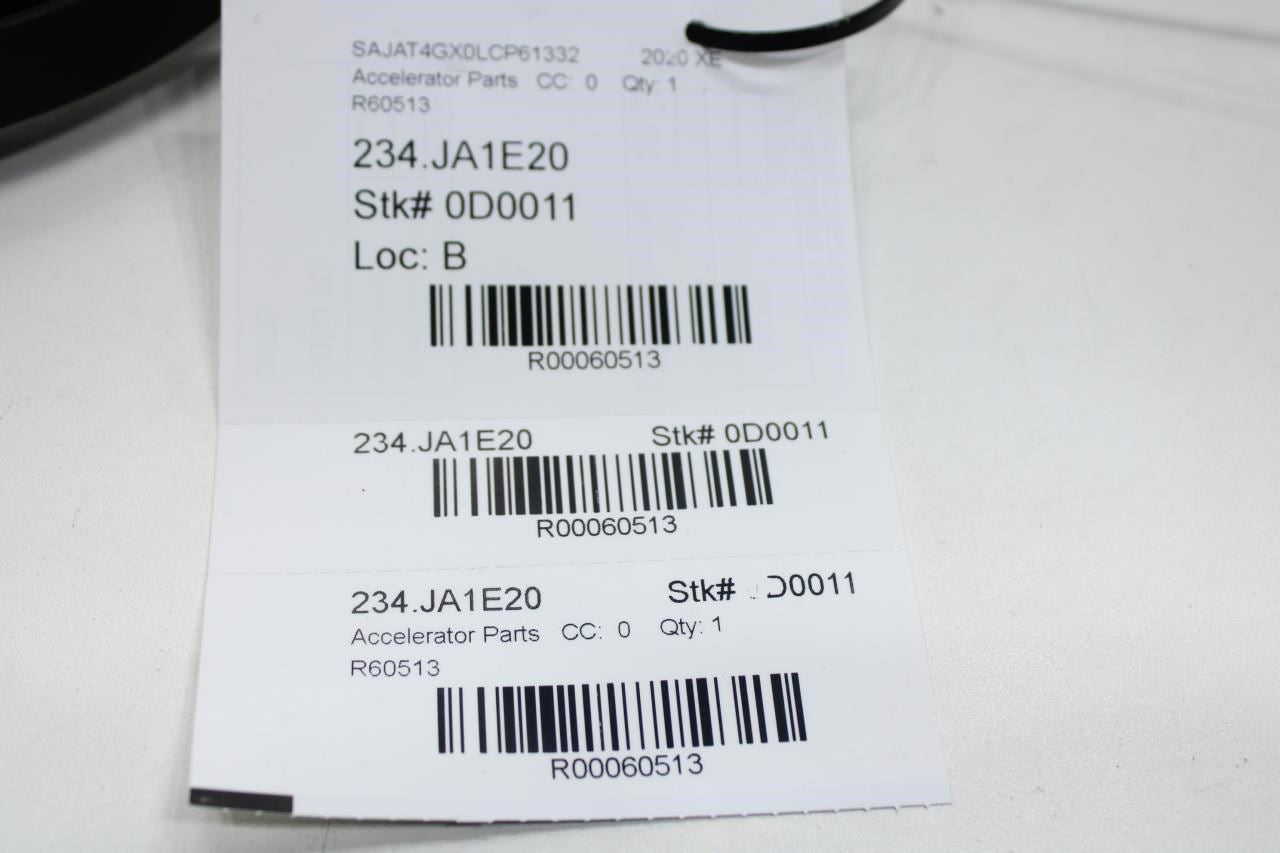 SAJAT4GX0LCP61332 2020 XE
Accelerator Parts CC: 0 Qty: 1
R60513
234.JA1E20
Stk# 0D0011
Loc: B
R00060513
234.JA1E20 Stk# 0D0011
R00060513
234.JA1E20 Stk# D0011
Accelerator Parts CC: 0 Qty: 1
R60513
R00060513